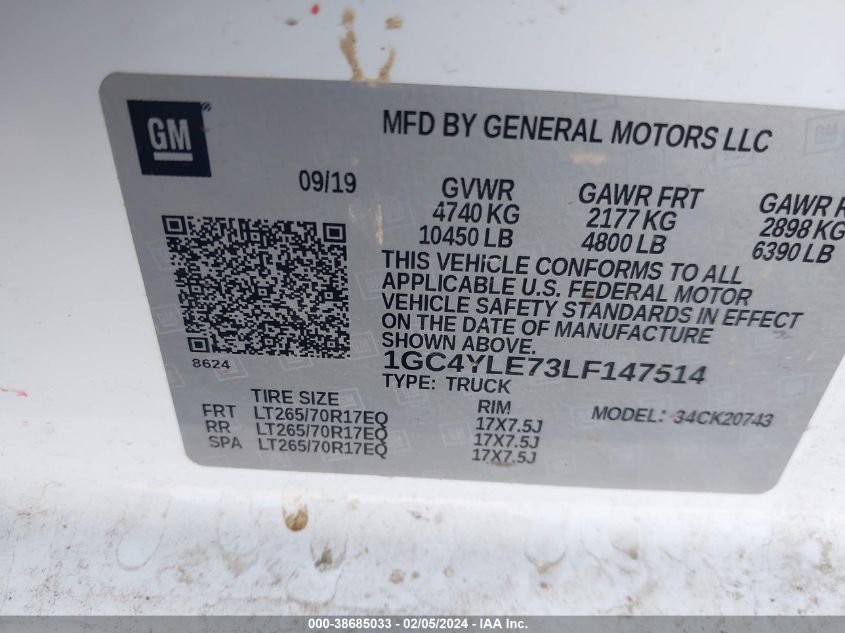 GM®
MFD BY GENERAL MOTORS LLC
09/19
GVWR GAWR FRT GAWR R
4740 KG 2177 KG 2898 KG
10450 LB 4800 LB 6390 LB
THIS VEHICLE CONFORMS TO ALL
APPLICABLE U.S. FEDERAL MOTOR
VEHICLE SAFETY STANDARDS IN EFFECT
ON THE DATE OF MANUFACTURE
SHOWN ABOVE.
8624
1GC4YLE73LF147514
TYPE: TRUCK
TIRE SIZE RIM MODEL: 34CK20743
FRT LT265/70R17EQ 17X7.5J
RR LT265/70R17EQ 17X7.5J
SPA LT265/70R17EQ 17X7.5J
000-38685033 - 02/05/2024 - IAA Inc.